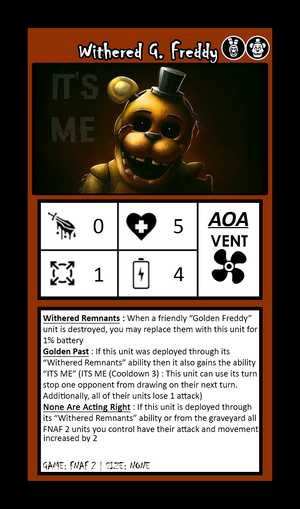 Withered G. Freddy
IT'S
ME
0
5
AOA
VENT
1
4
Withered Remnants : When a friendly “Golden Freddy”
unit is destroyed, you may replace them with this unit for
1% battery
Golden Past : If this unit was deployed through its
“Withered Remnants” ability then it also gains the ability
“ITS ME” (ITS ME (Cooldown 3) : This unit can use its turn
stop one opponent from drawing on their next turn.
Additionally, all of their units lose 1 attack)
None Are Acting Right : If this unit is deployed through
its “Withered Remnants” ability or from the graveyard all
FNAF 2 units you control have their attack and movement
increased by 2
GAME: FNAF 2 | SIZE: NONE